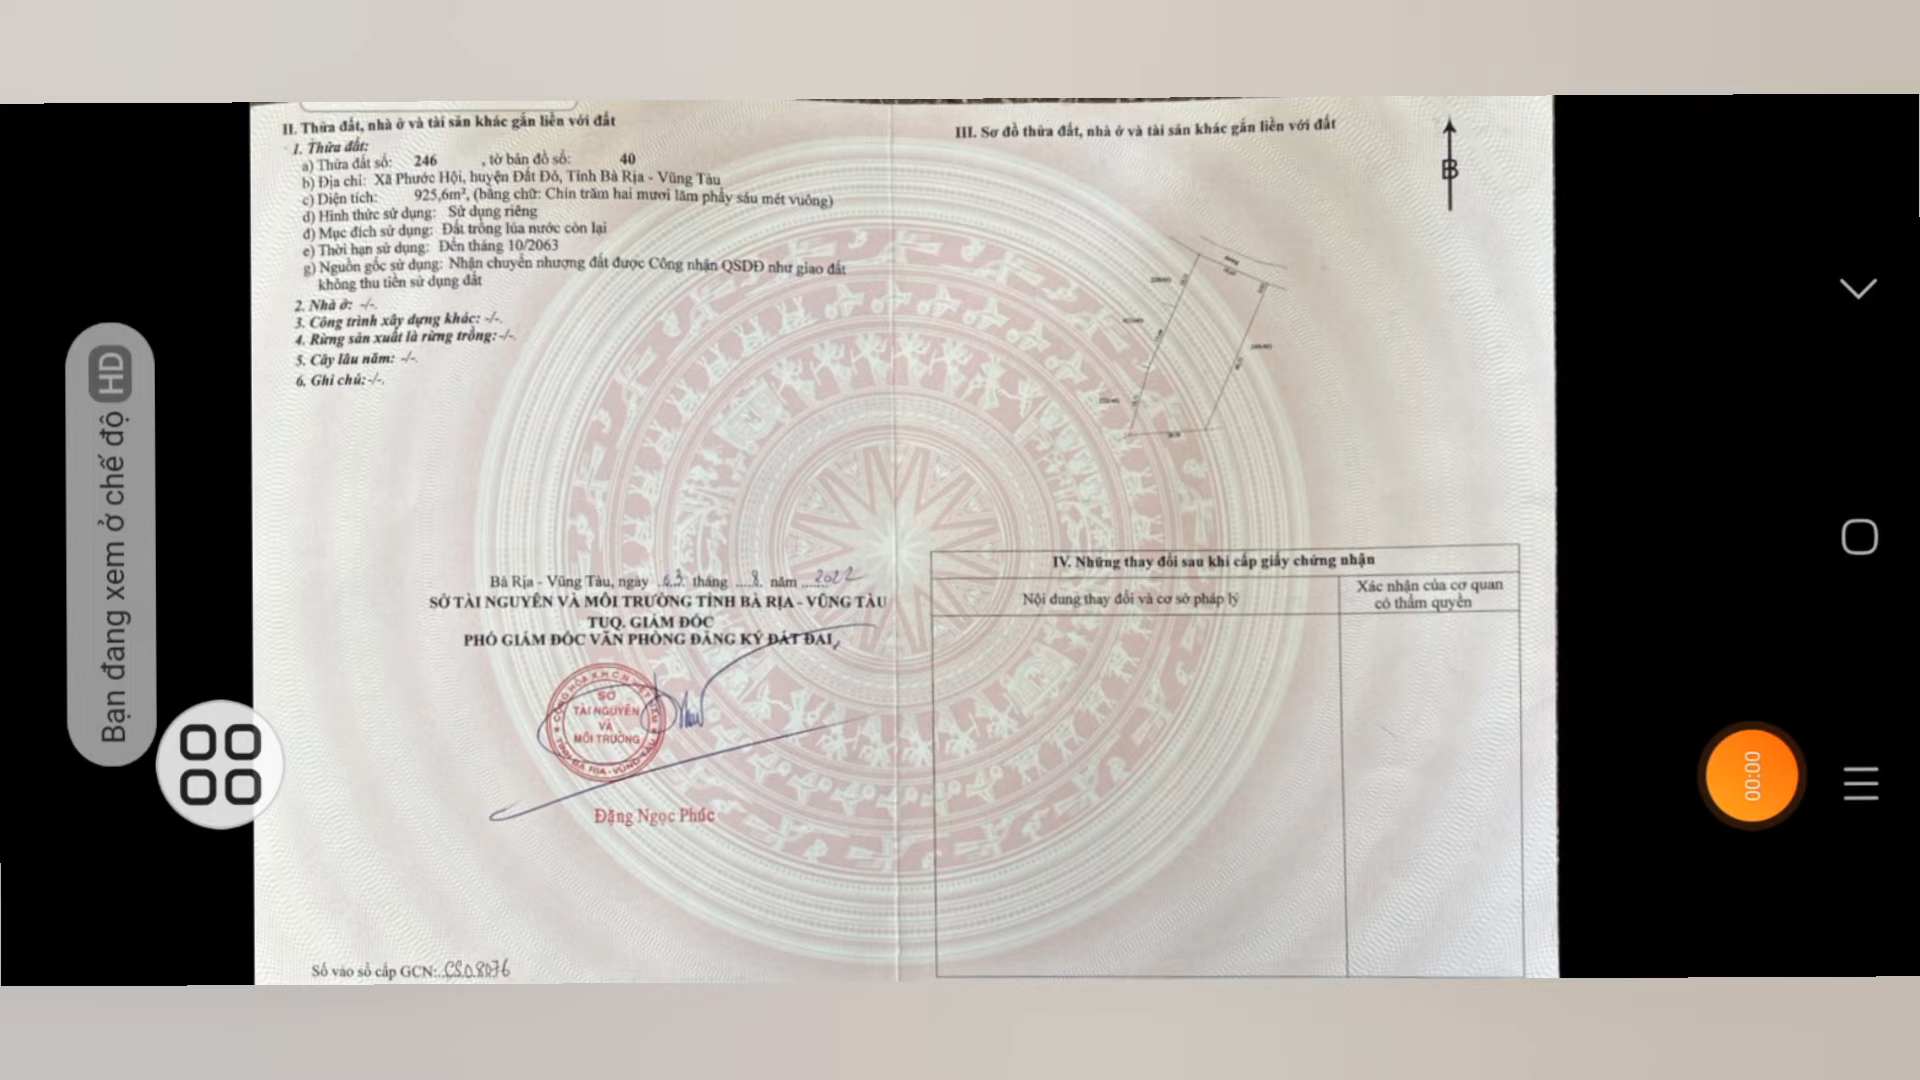 II. Thửa đất, nhà ở và tài sản khác gắn liền với đất
1. Thửa đất:
a) Thửa đất số: 246 , tờ bản đồ số: 40
b) Địa chỉ: Xã Phước Hội, huyện Đất Đỏ, Tỉnh Bà Rịa - Vũng Tàu
c) Diện tích: 925,6m², (bằng chữ: Chín trăm hai mươi lăm phẩy sáu mét vuông)
d) Hình thức sử dụng: Sử dụng riêng
đ) Mục đích sử dụng: Đất trồng lúa nước còn lại
e) Thời hạn sử dụng: Đến tháng 10/2063
g) Nguồn gốc sử dụng: Nhận chuyển nhượng đất được Công nhận QSDĐ như giao đất
không thu tiền sử dụng đất
2. Nhà ở: -/-.
3. Công trình xây dựng khác: -/-.
4. Rừng sản xuất là rừng trồng:-/-.
5. Cây lâu năm: -/-.
6. Ghi chú:-/-.
Bà Rịa - Vũng Tàu, ngày tháng 8 năm 2022
SỞ TÀI NGUYÊN VÀ MÔI TRƯỜNG TỈNH BÀ RỊA - VŨNG TÀU
TUQ. GIÁM ĐỐC
PHÓ GIÁM ĐỐC VĂN PHÒNG ĐĂNG KÝ ĐẤT ĐAI
SỞ
TÀI NGUYÊN
VÀ
MÔI TRƯỜNG
Đặng Ngọc Phúc
Số vào sổ cấp GCN:
III. Sơ đồ thửa đất, nhà ở và tài sản khác gắn liền với đất
B
IV. Những thay đổi sau khi cấp giấy chứng nhận
Nội dung thay đổi và cơ sở pháp lý
Xác nhận của cơ quan
có thẩm quyền
Bạn đang xem ở chế độ HD
00:00